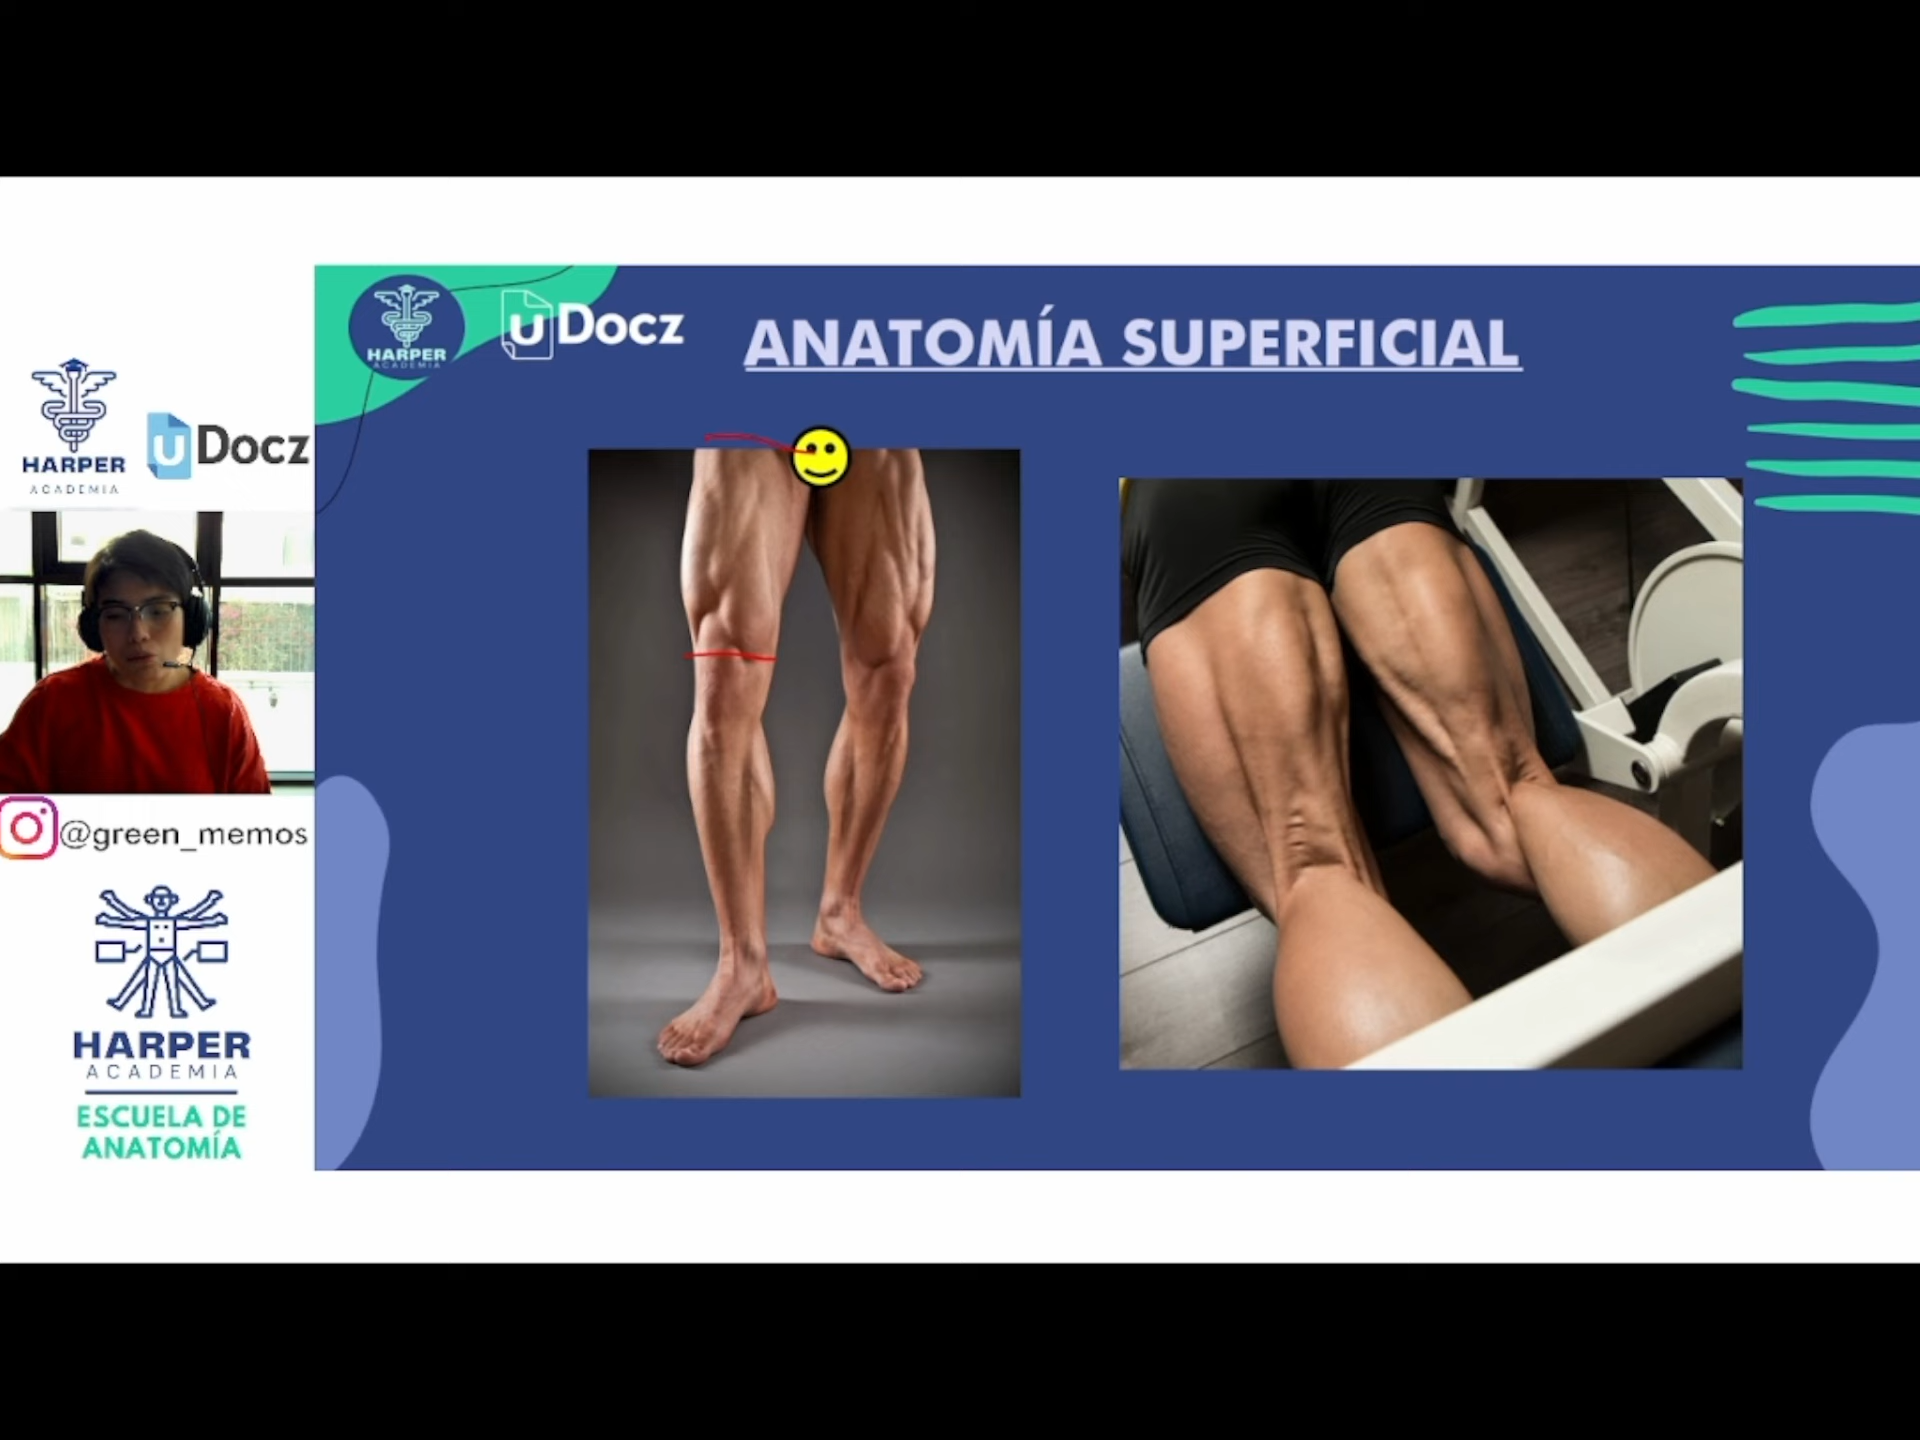 HARPER
ACADEMIA
uDocz
ANATOMÍA SUPERFICIAL
HARPER
ACADEMIA
uDocz
@green_memos
HARPER
ACADEMIA
ESCUELA DE
ANATOMÍA